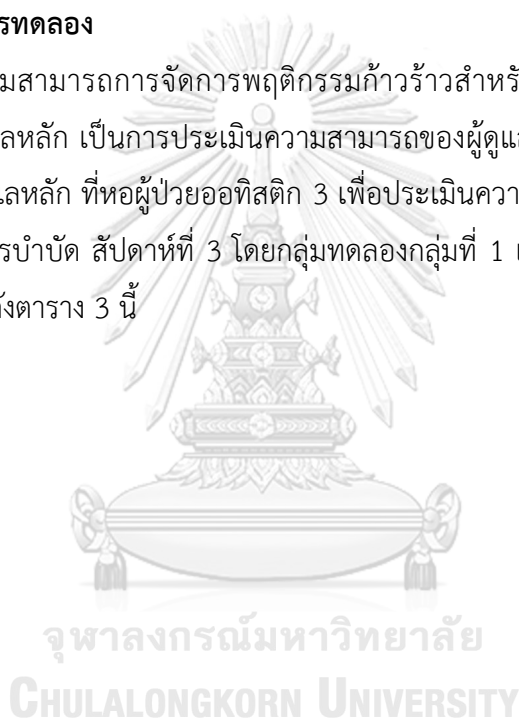 รทดลอง
มสามารถการจัดการพฤติกรรมก้าวร้าวสำหรั
ลหลัก เป็นการประเมินความสามารถของผู้ดูแ
แลหลัก ที่หอผู้ป่วยออทิสติก 3 เพื่อประเมินควา
รบำบัด สัปดาห์ที่ 3 โดยกลุ่มทดลองกลุ่มที่ 1 แ
ังตาราง 3 นี้
จุฬาลงกรณ์มหาวิทยาลัย
CHULALONGKORN UNIVERSITY